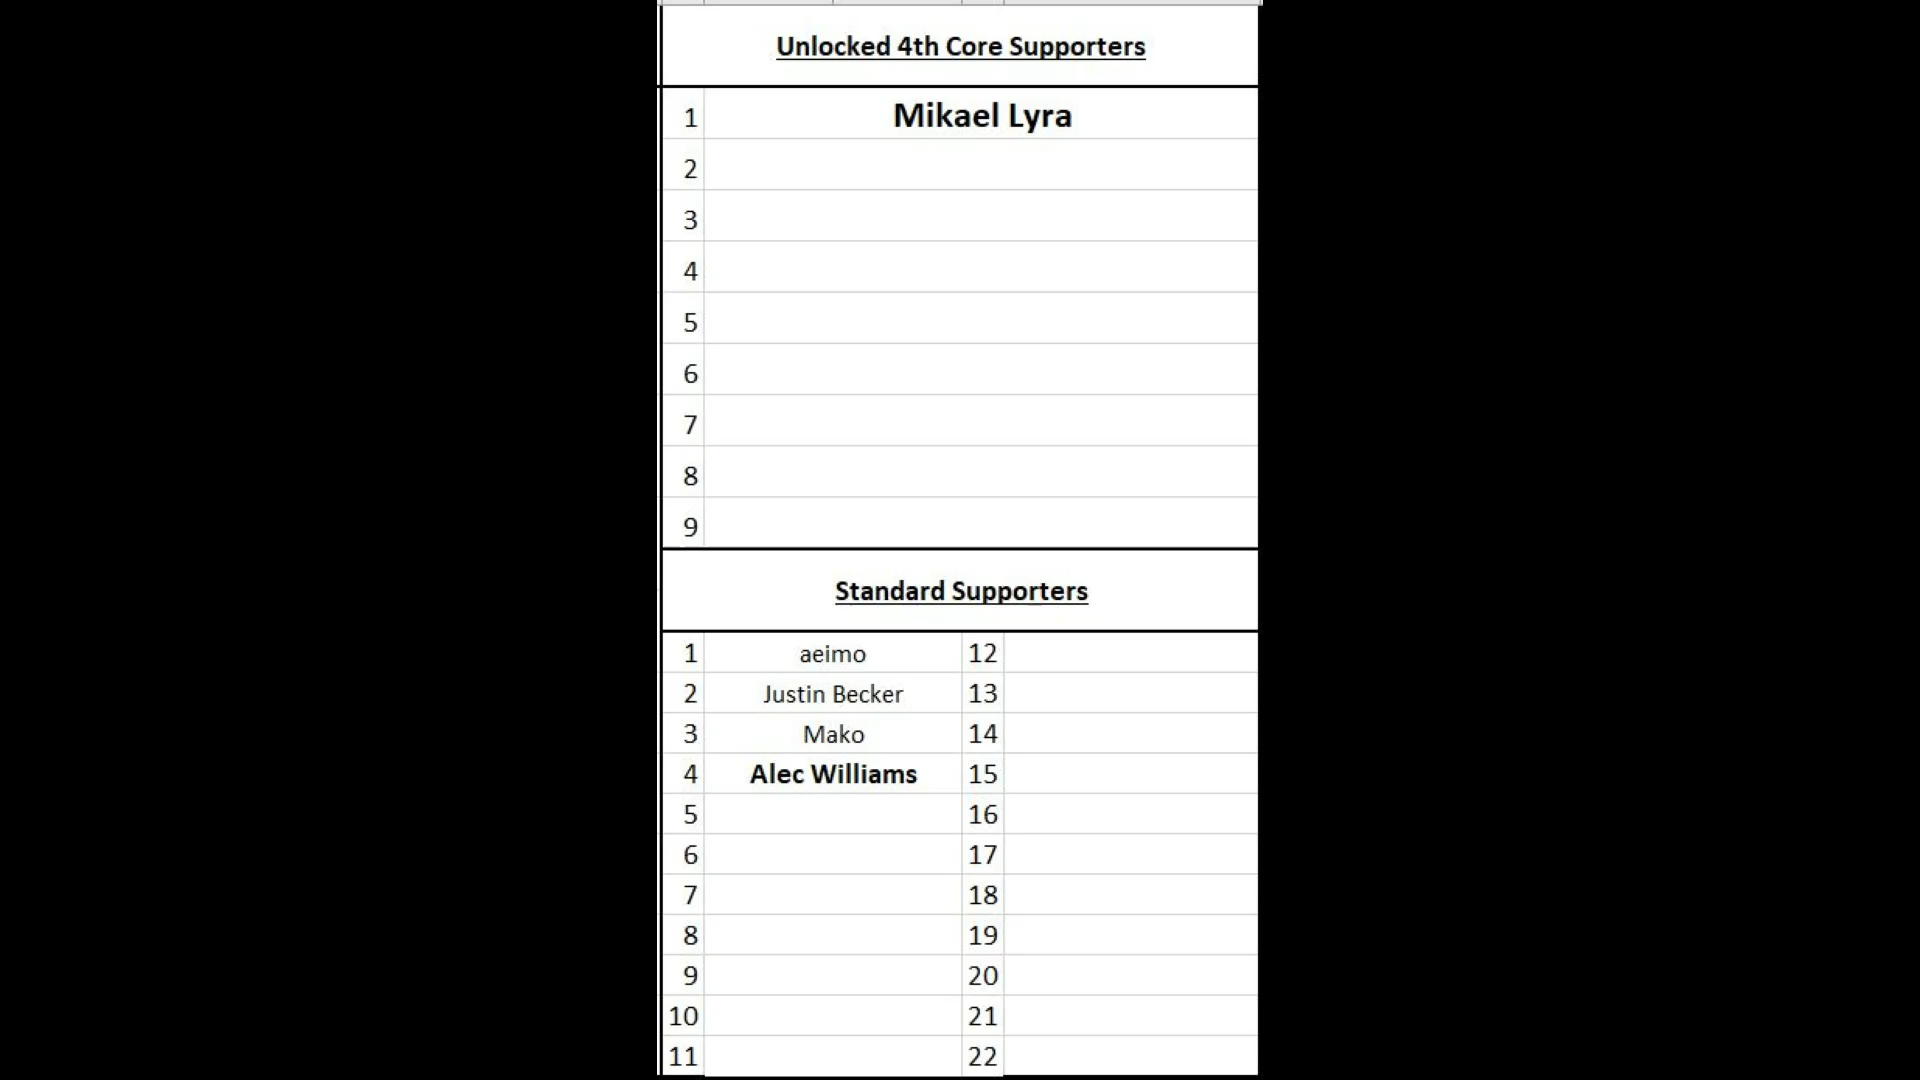 Unlocked 4th Core Supporters
1 Mikael Lyra
2
3
4
5
6
7
8
9
Standard Supporters
1 aeimo 12
2 Justin Becker 13
3 Mako 14
4 Alec Williams 15
5 16
6 17
7 18
8 19
9 20
10 21
11 22